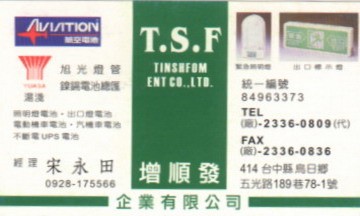 AVIATION
航空電池
旭光燈管
鎳鎘電池總匯
YUASA
湯淺
照明燈電池・出口燈電池
電動機車電池・汽機車電池
不斷電UPS電池
經理 宋永田
0928-175566
T.S.F
TINSHFOM
ENT CO.,LTD.
增順發
企業有限公司
緊急照明燈
出口標示燈
統一編號
84963373
TEL
(廠)-2336-0809(代)
FAX
(廠)-2336-0836
414 台中縣烏日鄉
五光路189巷78-1號